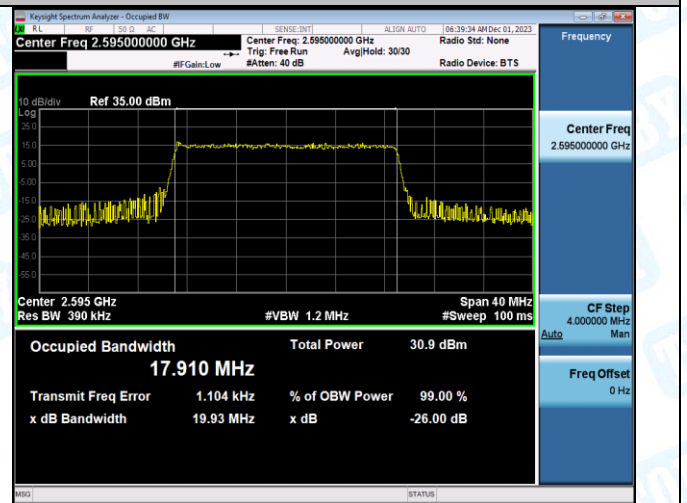 Keysight Spectrum Analyzer - Occupied BW
LXI RL RF 50 Ω AC SENSE:INT ALIGN AUTO 06:39:34 AM Dec 01, 2023
Center Freq 2.595000000 GHz Center Freq: 2.595000000 GHz Radio Std: None Frequency
Trig: Free Run Avg|Hold: 30/30
#IFGain:Low #Atten: 40 dB Radio Device: BTS
10 dB/div Ref 35.00 dBm
Log
25.0
15.0
5.00
-5.00
-15.0
-25.0
-35.0
-45.0
-55.0
Center Freq
2.595000000 GHz
Center 2.595 GHz Span 40 MHz
Res BW 390 kHz #VBW 1.2 MHz #Sweep 100 ms
CF Step
4.000000 MHz
Auto Man
Occupied Bandwidth Total Power 30.9 dBm
17.910 MHz
Transmit Freq Error 1.104 kHz % of OBW Power 99.00 %
x dB Bandwidth 19.93 MHz x dB -26.00 dB
Freq Offset
0 Hz
MSG STATUS